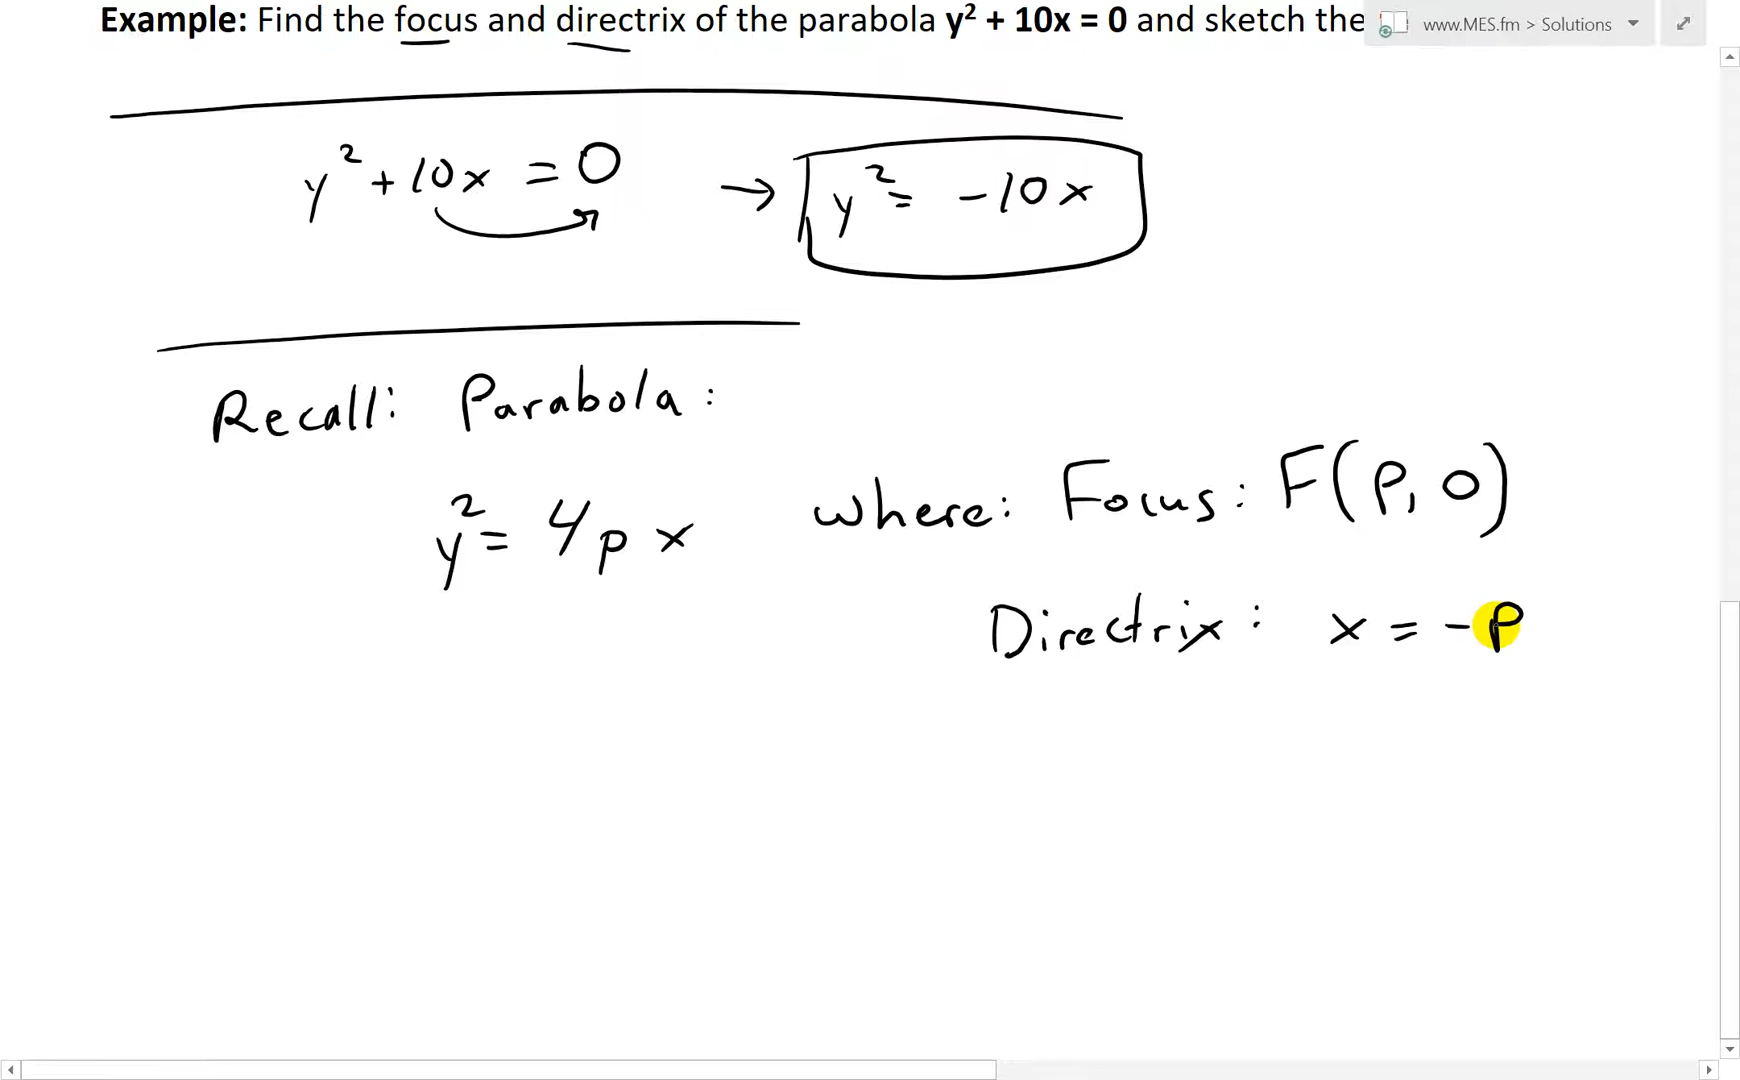 Example: Find the focus and directrix of the parabola y² + 10x = 0 and sketch the
www.MES.fm > Solutions
y² + 10x = 0 → y² = -10x
Recall: Parabola:
y² = 4px where: Focus: F(p, 0)
Directrix: x = -p